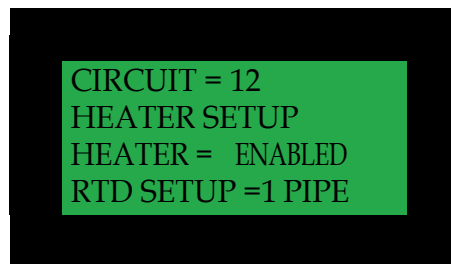 CIRCUIT = 12
HEATER SETUP
HEATER = ENABLED
RTD SETUP =1 PIPE